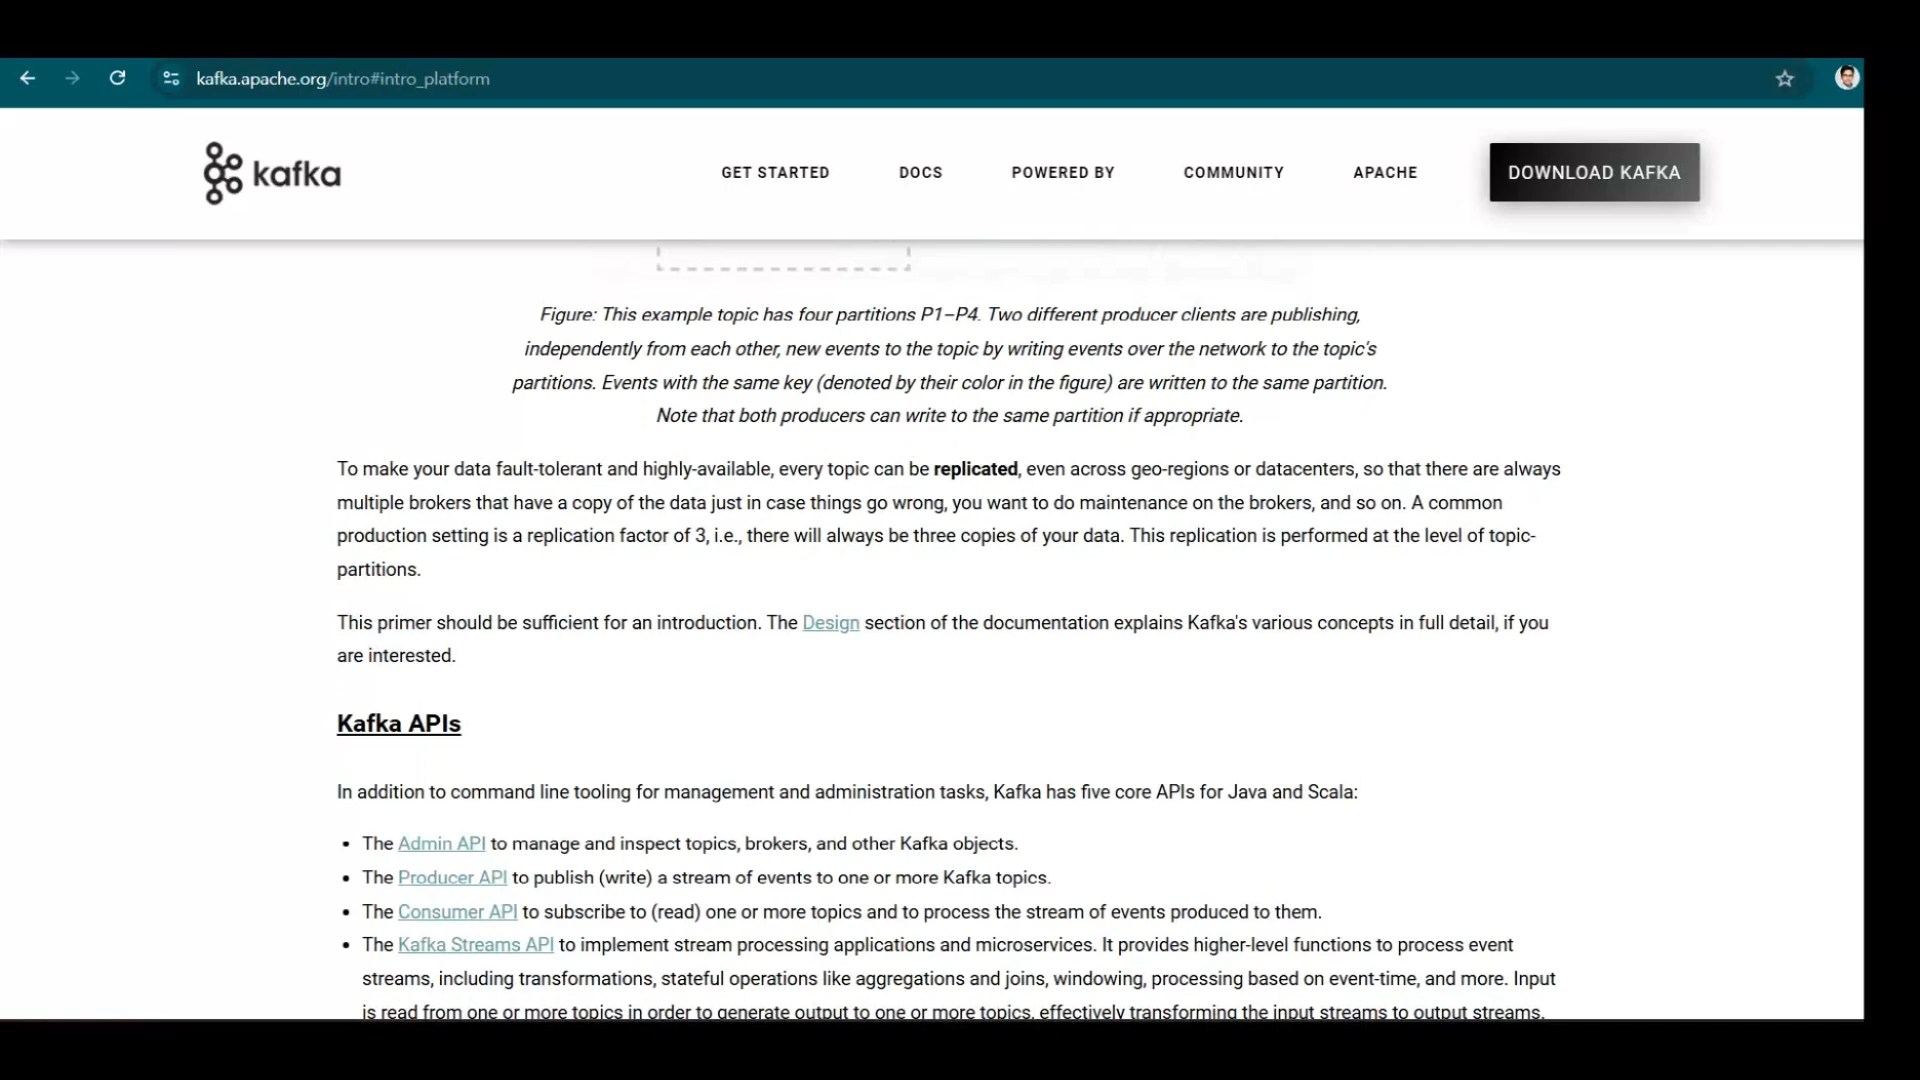 kafka.apache.org/intro#intro_platform
kafka
GET STARTED
DOCS
POWERED BY
COMMUNITY
APACHE
DOWNLOAD KAFKA
Figure: This example topic has four partitions P1–P4. Two different producer clients are publishing,
independently from each other, new events to the topic by writing events over the network to the topic's
partitions. Events with the same key (denoted by their color in the figure) are written to the same partition.
Note that both producers can write to the same partition if appropriate.
To make your data fault-tolerant and highly-available, every topic can be replicated, even across geo-regions or datacenters, so that there are always
multiple brokers that have a copy of the data just in case things go wrong, you want to do maintenance on the brokers, and so on. A common
production setting is a replication factor of 3, i.e., there will always be three copies of your data. This replication is performed at the level of topic-
partitions.
This primer should be sufficient for an introduction. The Design section of the documentation explains Kafka's various concepts in full detail, if you
are interested.
Kafka APIs
In addition to command line tooling for management and administration tasks, Kafka has five core APIs for Java and Scala:
• The Admin API to manage and inspect topics, brokers, and other Kafka objects.
• The Producer API to publish (write) a stream of events to one or more Kafka topics.
• The Consumer API to subscribe to (read) one or more topics and to process the stream of events produced to them.
• The Kafka Streams API to implement stream processing applications and microservices. It provides higher-level functions to process event
streams, including transformations, stateful operations like aggregations and joins, windowing, processing based on event-time, and more. Input
is read from one or more topics in order to generate output to one or more topics, effectively transforming the input streams to output streams.